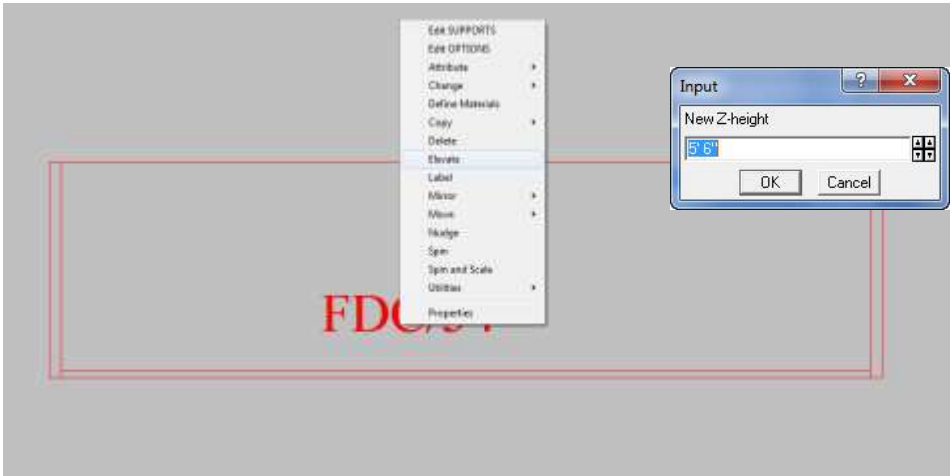 Edit SUPPORTS
Edit OPTIONS
Attribute
Change
Define Materials
Copy
Delete
Elevate
Label
Mirror
Move
Nudge
Spin
Spin and Scale
Utilities
Properties
Input
New Z-height
5' 6"
OK
Cancel